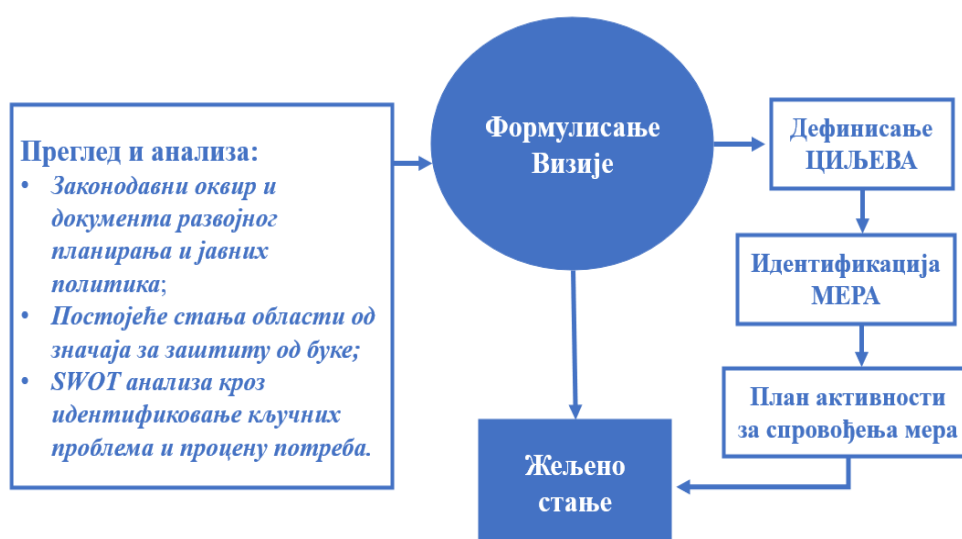 Преглед и анализа:
• Законодавни оквир и
документа развојног
планирања и јавних
политика;
• Постојеће стања области од
значаја за заштиту од буке;
• SWOT анализа кроз
идентификовање кључних
проблема и процену потреба.
Формулисање
Визије
Дефинисање
ЦИЉЕВА
Идентификација
МЕРА
План активности
за спровођења мера
Жељено
стање